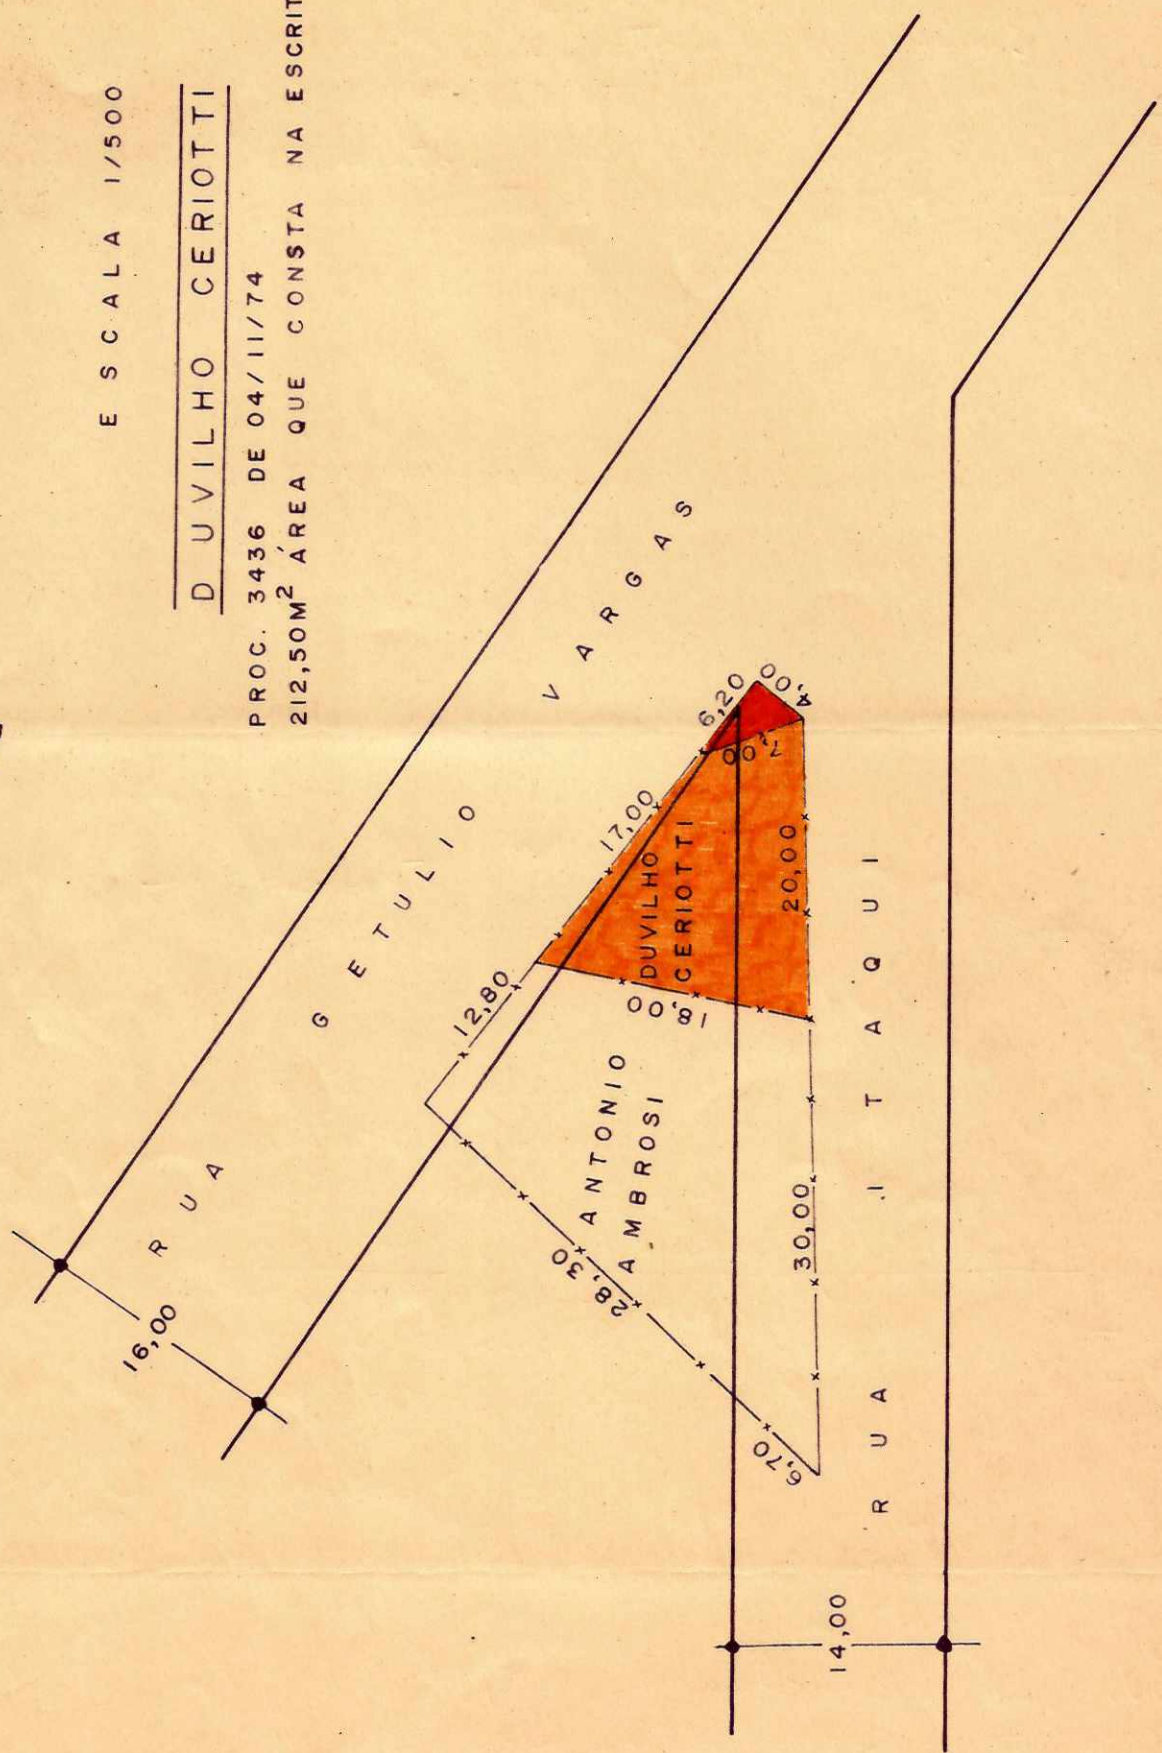 ESCALA 1/500
DUVILHO CERIOTTI
PROC. 3436 DE 04/11/74
212,50M² ÁREA QUE CONSTA NA
RUA GETULIO VARGAS
16,00
12,80
17,00
6,20
4,00
7,00
DUVILHO
CERIOTTI
18,00
20,00
ANTONIO
AMBROSI
28,30
6,70
30,00
RUA ITAQUI
14,00